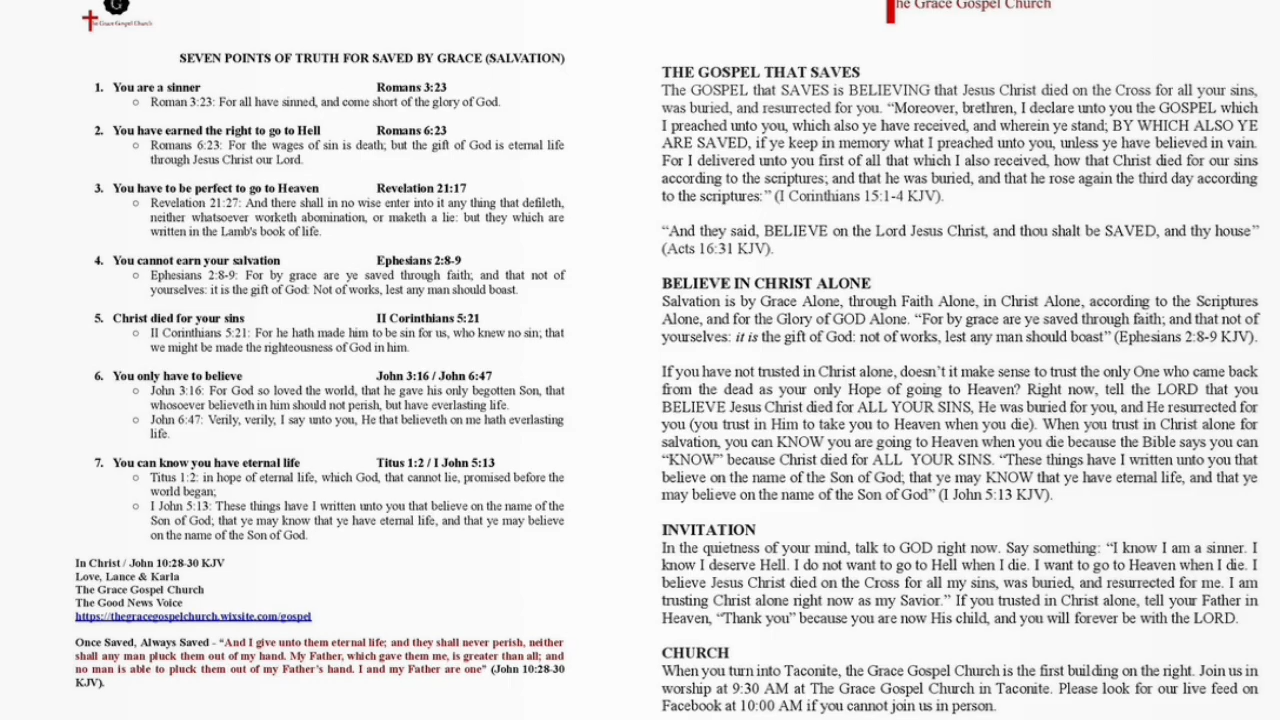 G
The Grace Gospel Church
SEVEN POINTS OF TRUTH FOR SAVED BY GRACE (SALVATION)
1. You are a sinner Romans 3:23
○ Roman 3:23: For all have sinned, and come short of the glory of God.
2. You have earned the right to go to Hell Romans 6:23
○ Romans 6:23: For the wages of sin is death; but the gift of God is eternal life
through Jesus Christ our Lord.
3. You have to be perfect to go to Heaven Revelation 21:17
○ Revelation 21:27: And there shall in no wise enter into it any thing that defileth,
neither whatsoever worketh abomination, or maketh a lie: but they which are
written in the Lamb's book of life.
4. You cannot earn your salvation Ephesians 2:8-9
○ Ephesians 2:8-9: For by grace are ye saved through faith; and that not of
yourselves: it is the gift of God: Not of works, lest any man should boast.
5. Christ died for your sins II Corinthians 5:21
○ II Corinthians 5:21: For he hath made him to be sin for us, who knew no sin; that
we might be made the righteousness of God in him.
6. You only have to believe John 3:16 / John 6:47
○ John 3:16: For God so loved the world, that he gave his only begotten Son, that
whosoever believeth in him should not perish, but have everlasting life.
○ John 6:47: Verily, verily, I say unto you, He that believeth on me hath everlasting
life.
7. You can know you have eternal life Titus 1:2 / I John 5:13
○ Titus 1:2: in hope of eternal life, which God, that cannot lie, promised before the
world began;
○ I John 5:13: These things have I written unto you that believe on the name of the
Son of God; that ye may know that ye have eternal life, and that ye may believe
on the name of the Son of God.
In Christ / John 10:28-30 KJV
Love, Lance & Karla
The Grace Gospel Church
The Good News Voice
https://thegracegospelchurch.wixsite.com/gospel
Once Saved, Always Saved - “And I give unto them eternal life; and they shall never perish, neither
shall any man pluck them out of my hand. My Father, which gave them me, is greater than all; and
no man is able to pluck them out of my Father's hand. I and my Father are one” (John 10:28-30
KJV).
The Grace Gospel Church
THE GOSPEL THAT SAVES
The GOSPEL that SAVES is BELIEVING that Jesus Christ died on the Cross for all your sins,
was buried, and resurrected for you. “Moreover, brethren, I declare unto you the GOSPEL which
I preached unto you, which also ye have received, and wherein ye stand; BY WHICH ALSO YE
ARE SAVED, if ye keep in memory what I preached unto you, unless ye have believed in vain.
For I delivered unto you first of all that which I also received, how that Christ died for our sins
according to the scriptures; and that he was buried, and that he rose again the third day according
to the scriptures:” (I Corinthians 15:1-4 KJV).
“And they said, BELIEVE on the Lord Jesus Christ, and thou shalt be SAVED, and thy house”
(Acts 16:31 KJV).
BELIEVE IN CHRIST ALONE
Salvation is by Grace Alone, through Faith Alone, in Christ Alone, according to the Scriptures
Alone, and for the Glory of GOD Alone. “For by grace are ye saved through faith; and that not of
yourselves: it is the gift of God: not of works, lest any man should boast” (Ephesians 2:8-9 KJV).
If you have not trusted in Christ alone, doesn’t it make sense to trust the only One who came back
from the dead as your only Hope of going to Heaven? Right now, tell the LORD that you
BELIEVE Jesus Christ died for ALL YOUR SINS, He was buried for you, and He resurrected for
you (you trust in Him to take you to Heaven when you die). When you trust in Christ alone for
salvation, you can KNOW you are going to Heaven when you die because the Bible says you can
“KNOW” because Christ died for ALL YOUR SINS. “These things have I written unto you that
believe on the name of the Son of God; that ye may KNOW that ye have eternal life, and that ye
may believe on the name of the Son of God” (I John 5:13 KJV).
INVITATION
In the quietness of your mind, talk to GOD right now. Say something: “I know I am a sinner. I
know I deserve Hell. I do not want to go to Hell when I die. I want to go to Heaven when I die. I
believe Jesus Christ died on the Cross for all my sins, was buried, and resurrected for me. I am
trusting Christ alone right now as my Savior.” If you trusted in Christ alone, tell your Father in
Heaven, “Thank you” because you are now His child, and you will forever be with the LORD.
CHURCH
When you turn into Taconite, the Grace Gospel Church is the first building on the right. Join us in
worship at 9:30 AM at The Grace Gospel Church in Taconite. Please look for our live feed on
Facebook at 10:00 AM if you cannot join us in person.